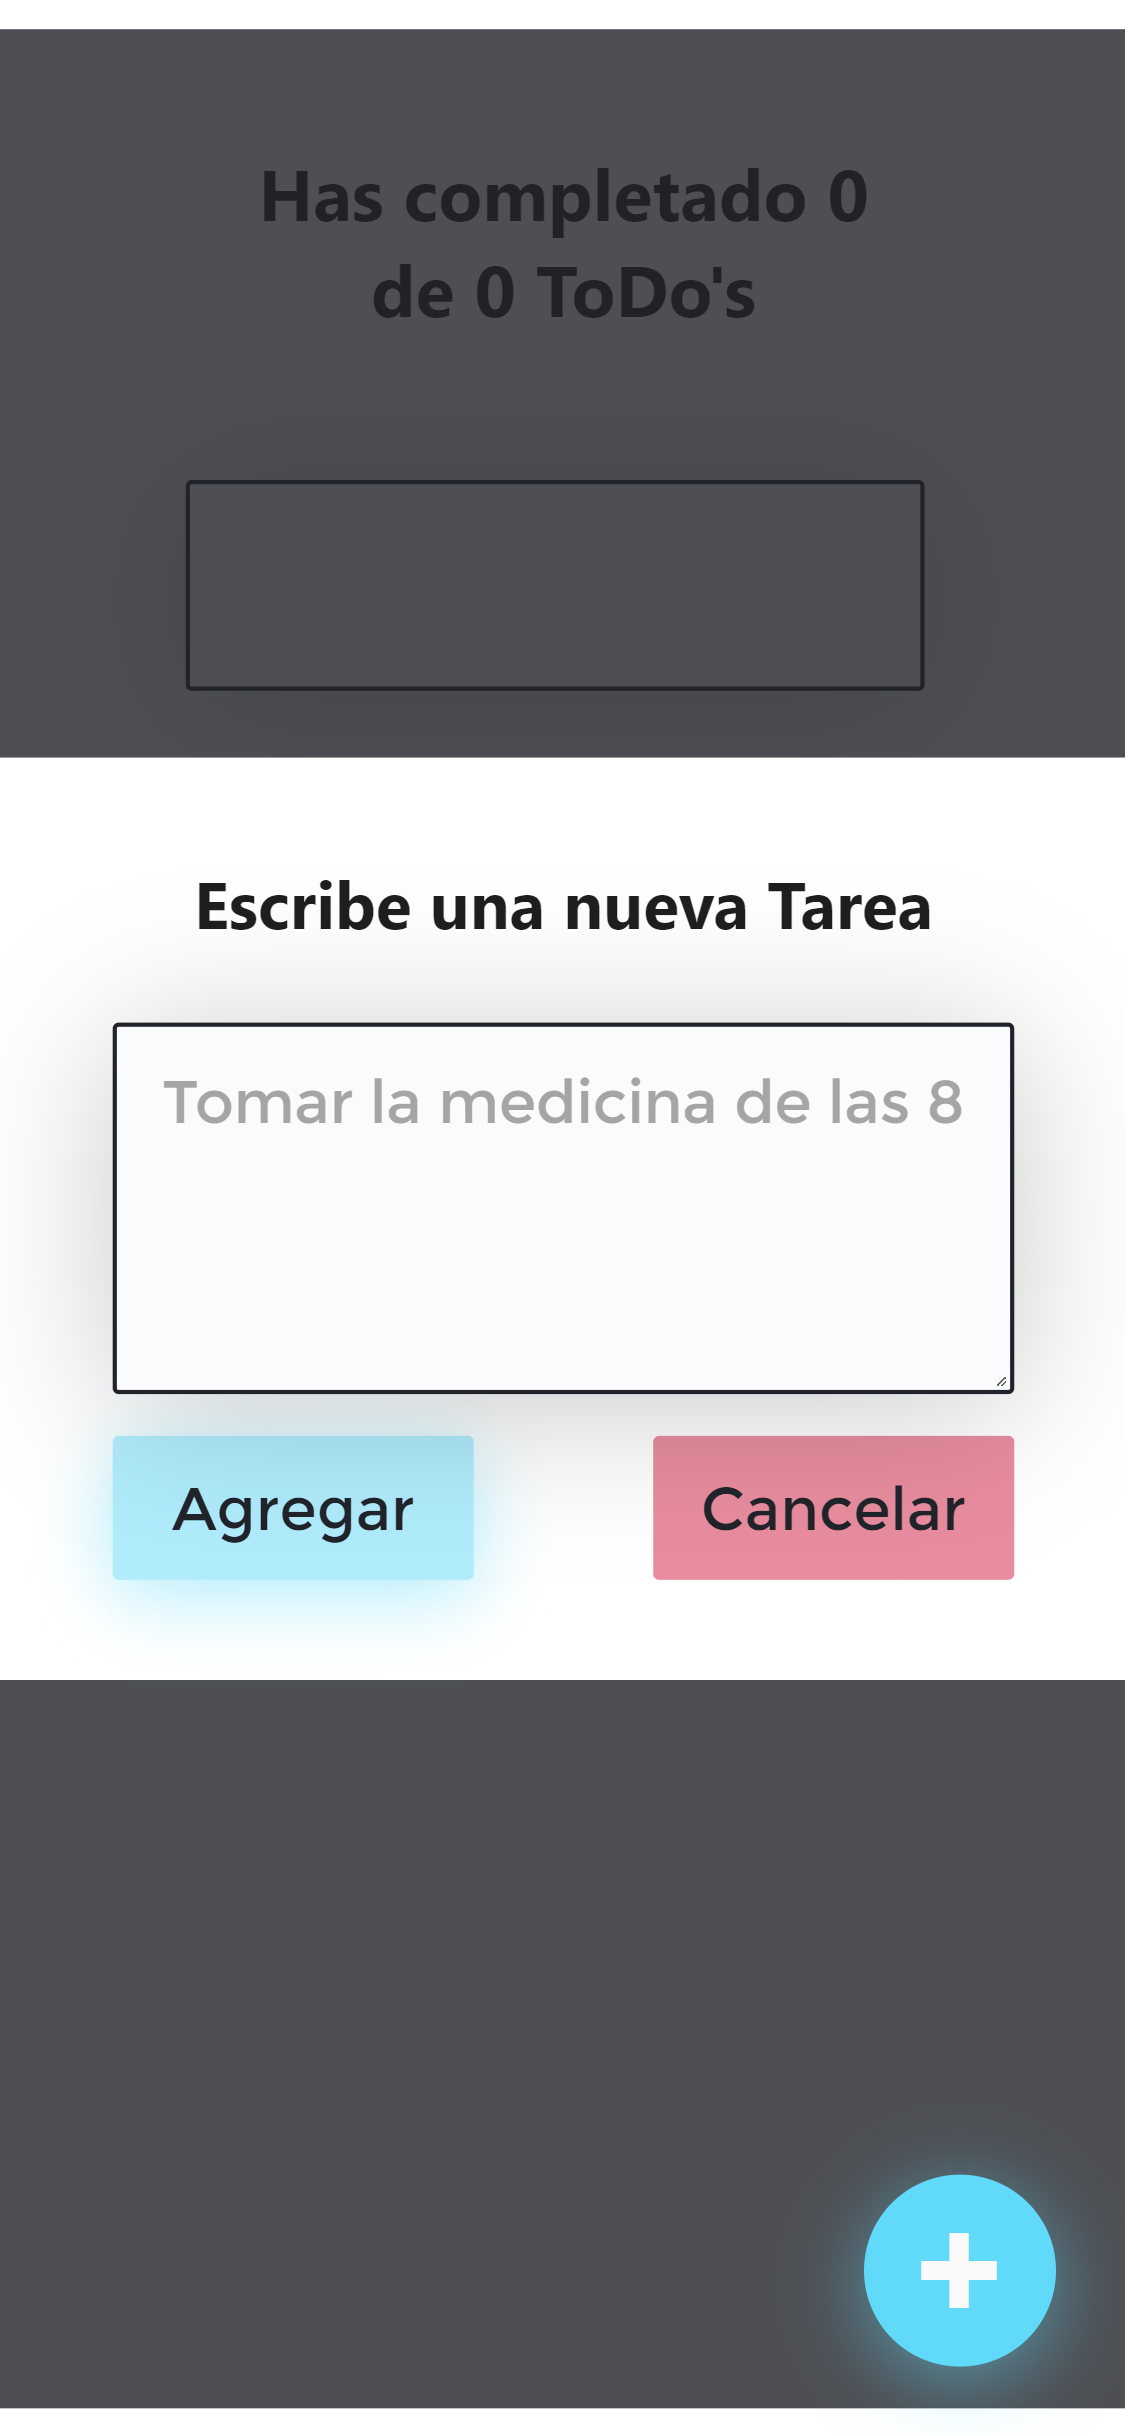 Has completado 0
de 0 ToDo's
Escribe una nueva Tarea
Tomar la medicina de las 8
Agregar
Cancelar